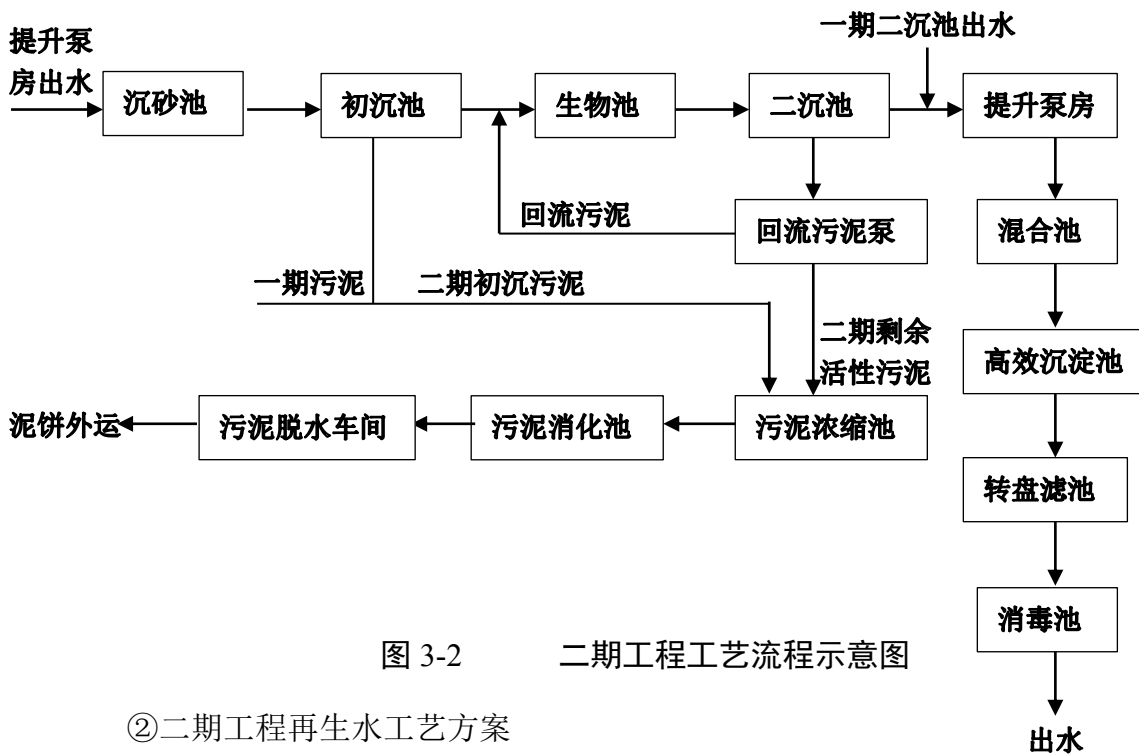 一期二沉池出水
提升泵
房出水
沉砂池
初沉池
生物池
二沉池
提升泵房
回流污泥
回流污泥泵
混合池
一期污泥
二期初沉污泥
二期剩余
活性污泥
高效沉淀池
泥饼外运
污泥脱水车间
污泥消化池
污泥浓缩池
转盘滤池
消毒池
图 3-2 二期工程工艺流程示意图
②二期工程再生水工艺方案
出水